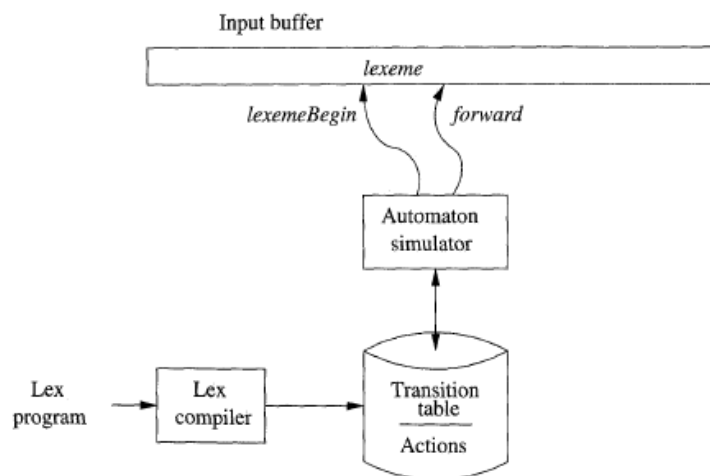 Input buffer
lexeme
lexemeBegin
forward
Automaton
simulator
Lex
program
Lex
compiler
Transition
table
Actions